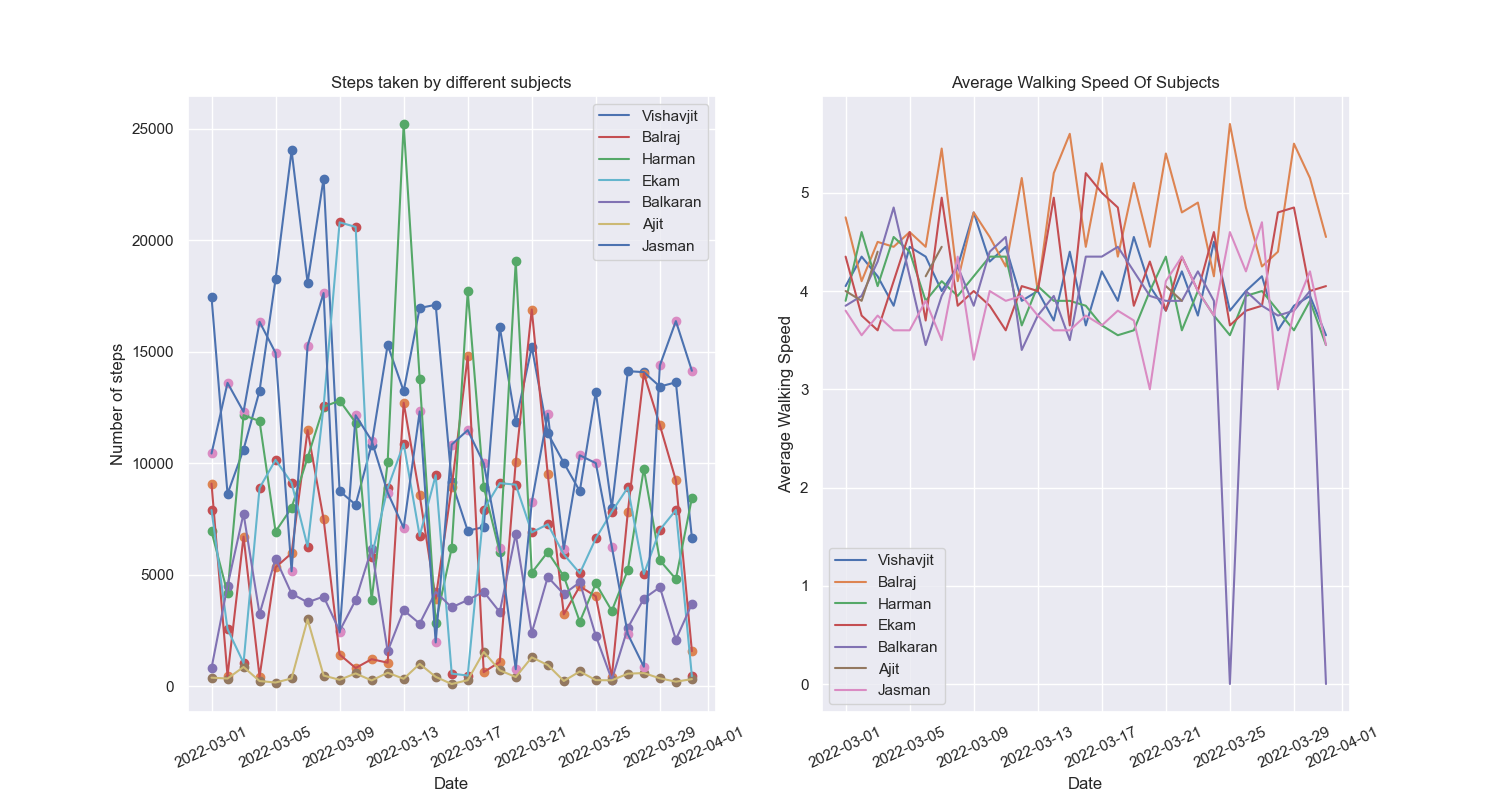 Steps taken by different subjects
Number of steps
25000
20000
15000
10000
5000
0
Vishavjit
Balraj
Harman
Ekam
Balkaran
Ajit
Jasman
2022-03-01
2022-03-05
2022-03-09
2022-03-13
2022-03-17
2022-03-21
2022-03-25
2022-03-29
2022-04-01
Date
Average Walking Speed Of Subjects
Average Walking Speed
5
4
3
2
1
0
Vishavjit
Balraj
Harman
Ekam
Balkaran
Ajit
Jasman
2022-03-01
2022-03-05
2022-03-09
2022-03-13
2022-03-17
2022-03-21
2022-03-25
2022-03-29
2022-04-01
Date